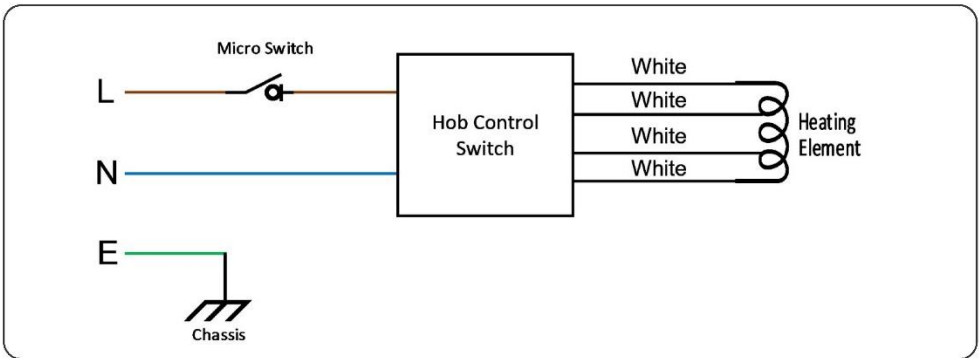 Micro Switch
L
N
E
Chassis
Hob Control
Switch
White
White
White
White
Heating
Element